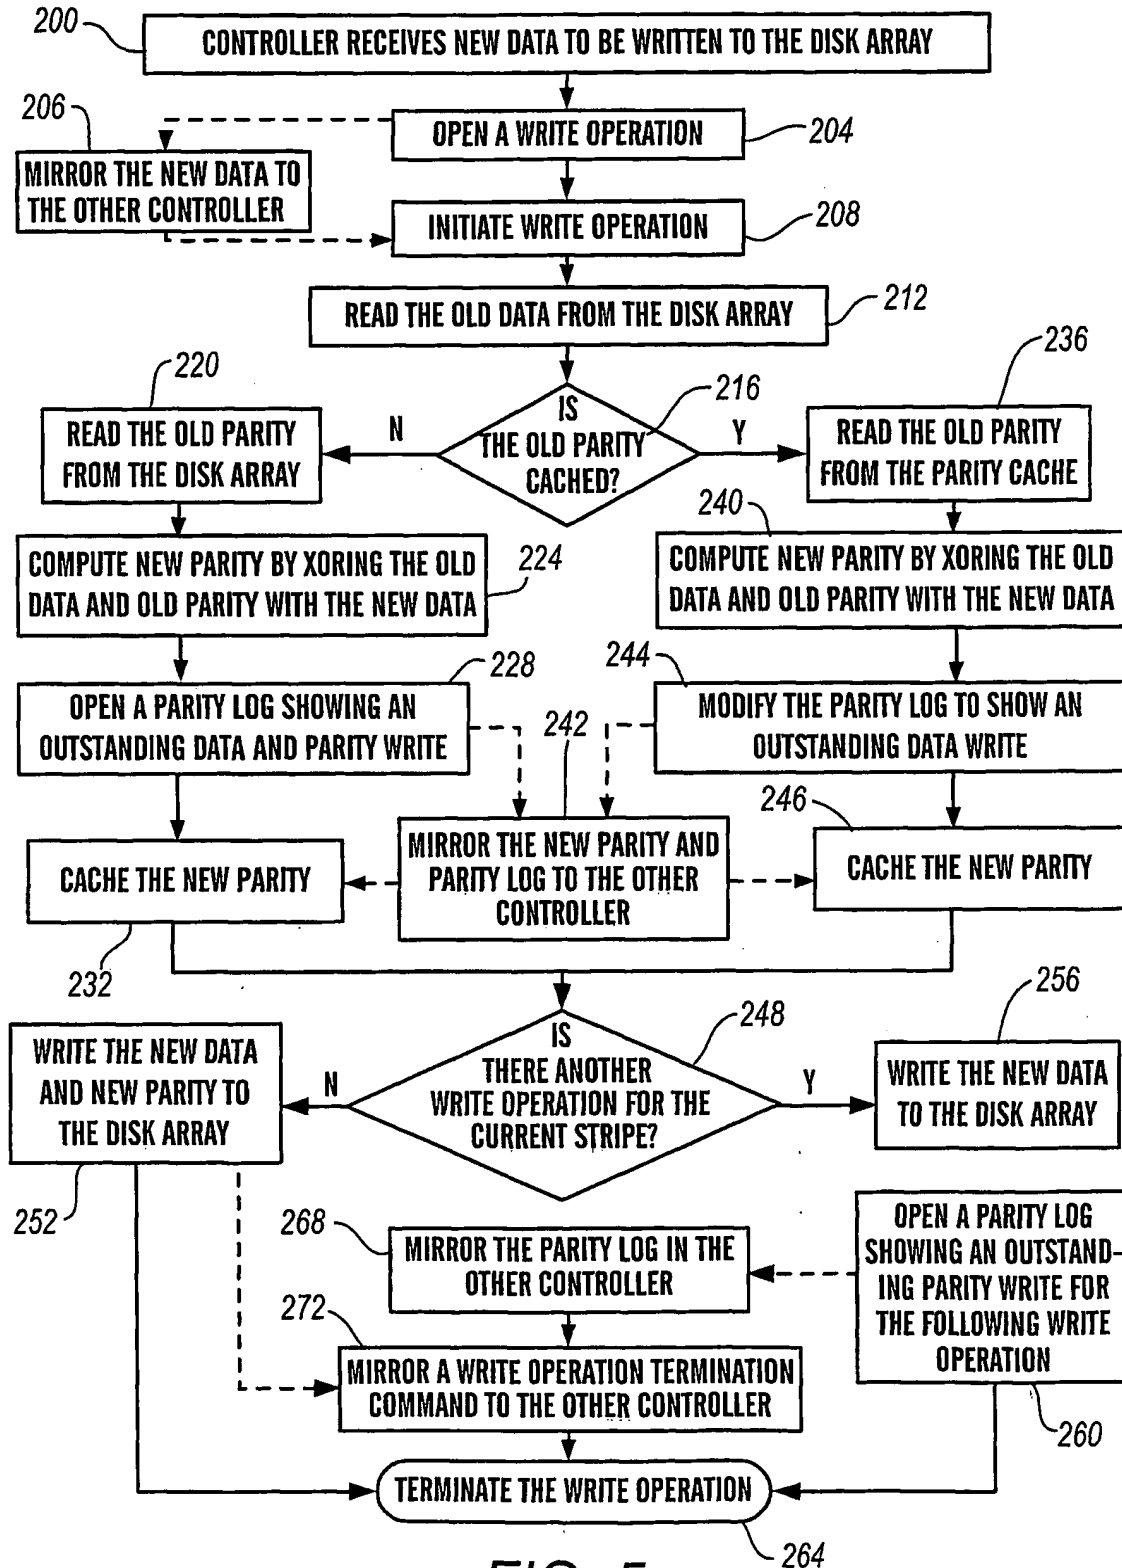 200
CONTROLLER RECEIVES NEW DATA TO BE WRITTEN TO THE DISK ARRAY
206
OPEN A WRITE OPERATION
204
MIRROR THE NEW DATA TO
THE OTHER CONTROLLER
INITIATE WRITE OPERATION
208
READ THE OLD DATA FROM THE DISK ARRAY
212
220
236
216
IS
THE OLD PARITY
CACHED?
N
Y
READ THE OLD PARITY
FROM THE DISK ARRAY
READ THE OLD PARITY
FROM THE PARITY CACHE
240
COMPUTE NEW PARITY BY XORING THE OLD
DATA AND OLD PARITY WITH THE NEW DATA
224
COMPUTE NEW PARITY BY XORING THE OLD
DATA AND OLD PARITY WITH THE NEW DATA
228
244
OPEN A PARITY LOG SHOWING AN
OUTSTANDING DATA AND PARITY WRITE
242
MODIFY THE PARITY LOG TO SHOW AN
OUTSTANDING DATA WRITE
246
CACHE THE NEW PARITY
MIRROR THE NEW PARITY AND
PARITY LOG TO THE OTHER
CONTROLLER
CACHE THE NEW PARITY
232
248
256
WRITE THE NEW DATA
AND NEW PARITY TO
THE DISK ARRAY
N
IS
THERE ANOTHER
WRITE OPERATION FOR THE
CURRENT STRIPE?
Y
WRITE THE NEW DATA
TO THE DISK ARRAY
252
268
MIRROR THE PARITY LOG IN THE
OTHER CONTROLLER
OPEN A PARITY LOG
SHOWING AN OUTSTAND-
ING PARITY WRITE FOR
THE FOLLOWING WRITE
OPERATION
272
MIRROR A WRITE OPERATION TERMINATION
COMMAND TO THE OTHER CONTROLLER
260
TERMINATE THE WRITE OPERATION
264